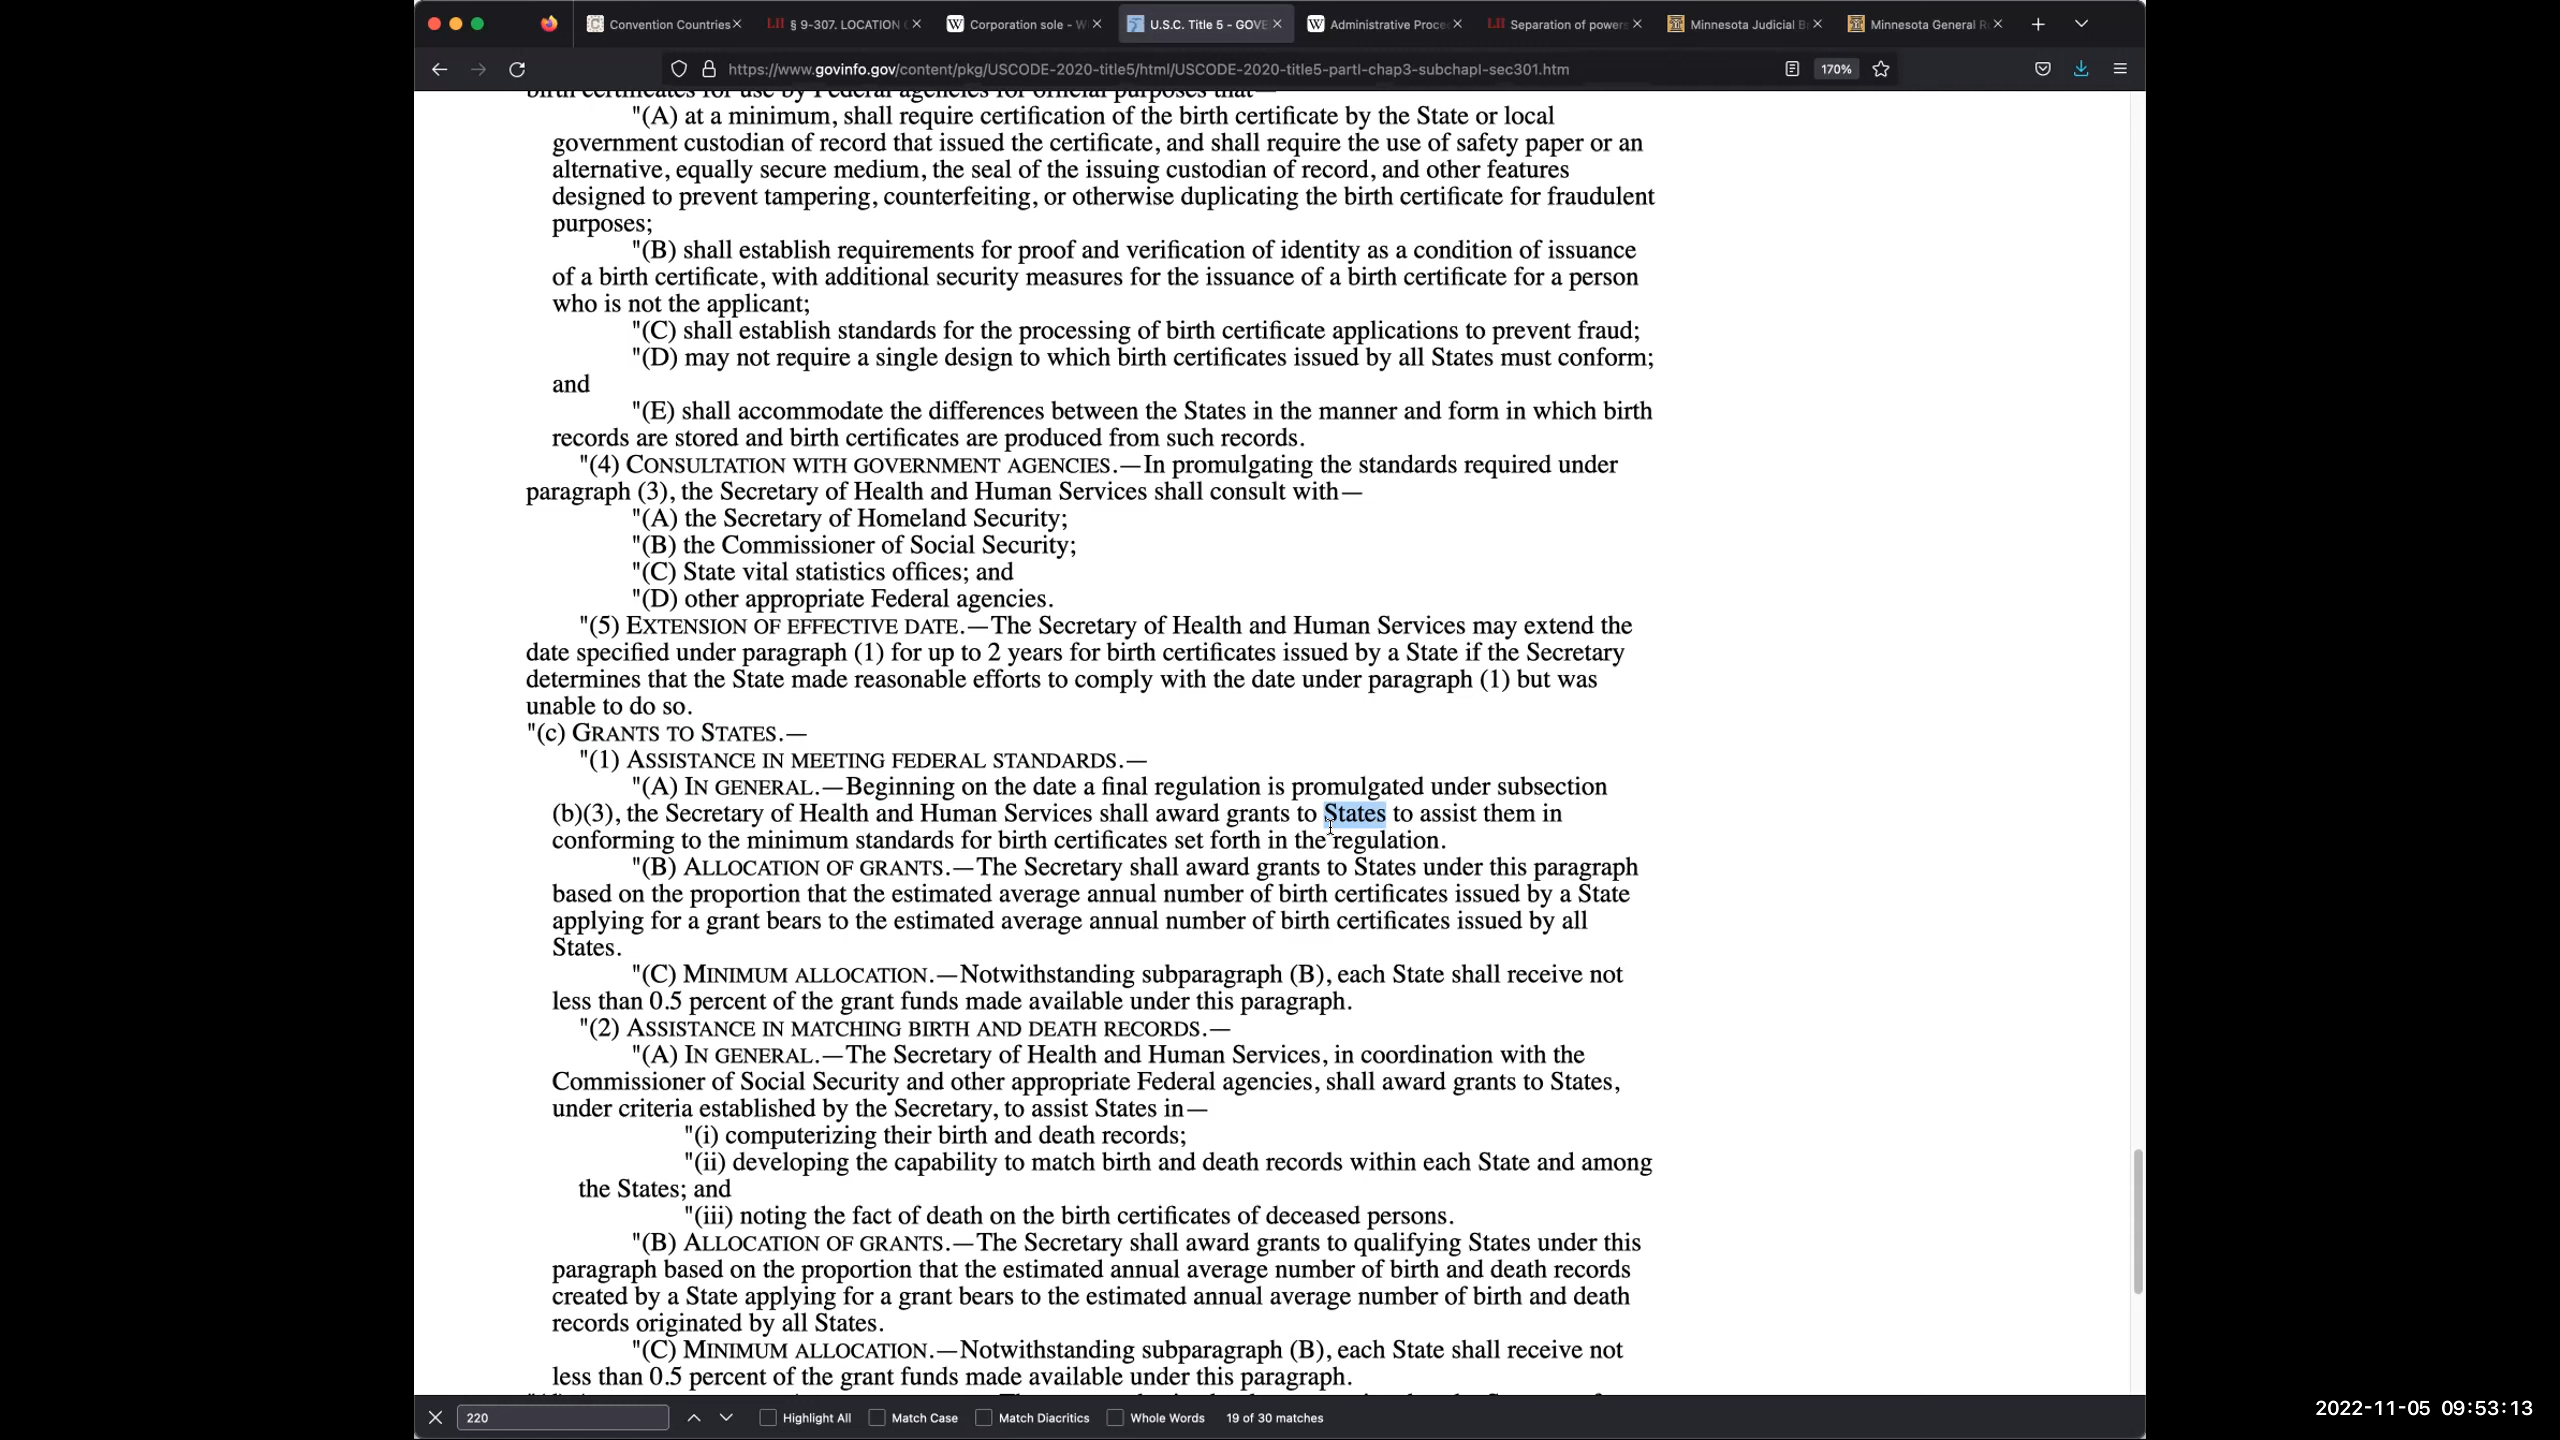 Convention Countries
LII § 9-307. LOCATION
W Corporation sole - W
U.S.C. Title 5 - GOVE
W Administrative Proce
LII Separation of power
Minnesota Judicial B
Minnesota General R
https://www.govinfo.gov/content/pkg/USCODE-2020-title5/html/USCODE-2020-title5-partI-chap3-subchapI-sec301.htm
170%
birth certificates for use by Federal agencies for official purposes that—
"(A) at a minimum, shall require certification of the birth certificate by the State or local
government custodian of record that issued the certificate, and shall require the use of safety paper or an
alternative, equally secure medium, the seal of the issuing custodian of record, and other features
designed to prevent tampering, counterfeiting, or otherwise duplicating the birth certificate for fraudulent
purposes;
"(B) shall establish requirements for proof and verification of identity as a condition of issuance
of a birth certificate, with additional security measures for the issuance of a birth certificate for a person
who is not the applicant;
"(C) shall establish standards for the processing of birth certificate applications to prevent fraud;
"(D) may not require a single design to which birth certificates issued by all States must conform;
and
"(E) shall accommodate the differences between the States in the manner and form in which birth
records are stored and birth certificates are produced from such records.
"(4) CONSULTATION WITH GOVERNMENT AGENCIES.—In promulgating the standards required under
paragraph (3), the Secretary of Health and Human Services shall consult with—
"(A) the Secretary of Homeland Security;
"(B) the Commissioner of Social Security;
"(C) State vital statistics offices; and
"(D) other appropriate Federal agencies.
"(5) EXTENSION OF EFFECTIVE DATE.—The Secretary of Health and Human Services may extend the
date specified under paragraph (1) for up to 2 years for birth certificates issued by a State if the Secretary
determines that the State made reasonable efforts to comply with the date under paragraph (1) but was
unable to do so.
"(c) GRANTS TO STATES.—
"(1) ASSISTANCE IN MEETING FEDERAL STANDARDS.—
"(A) IN GENERAL.—Beginning on the date a final regulation is promulgated under subsection
(b)(3), the Secretary of Health and Human Services shall award grants to States to assist them in
conforming to the minimum standards for birth certificates set forth in the regulation.
"(B) ALLOCATION OF GRANTS.—The Secretary shall award grants to States under this paragraph
based on the proportion that the estimated average annual number of birth certificates issued by a State
applying for a grant bears to the estimated average annual number of birth certificates issued by all
States.
"(C) MINIMUM ALLOCATION.—Notwithstanding subparagraph (B), each State shall receive not
less than 0.5 percent of the grant funds made available under this paragraph.
"(2) ASSISTANCE IN MATCHING BIRTH AND DEATH RECORDS.—
"(A) IN GENERAL.—The Secretary of Health and Human Services, in coordination with the
Commissioner of Social Security and other appropriate Federal agencies, shall award grants to States,
under criteria established by the Secretary, to assist States in—
"(i) computerizing their birth and death records;
"(ii) developing the capability to match birth and death records within each State and among
the States; and
"(iii) noting the fact of death on the birth certificates of deceased persons.
"(B) ALLOCATION OF GRANTS.—The Secretary shall award grants to qualifying States under this
paragraph based on the proportion that the estimated annual average number of birth and death records
created by a State applying for a grant bears to the estimated annual average number of birth and death
records originated by all States.
"(C) MINIMUM ALLOCATION.—Notwithstanding subparagraph (B), each State shall receive not
less than 0.5 percent of the grant funds made available under this paragraph.
220
Highlight All
Match Case
Match Diacritics
Whole Words
19 of 30 matches
2022-11-05 09:53:13